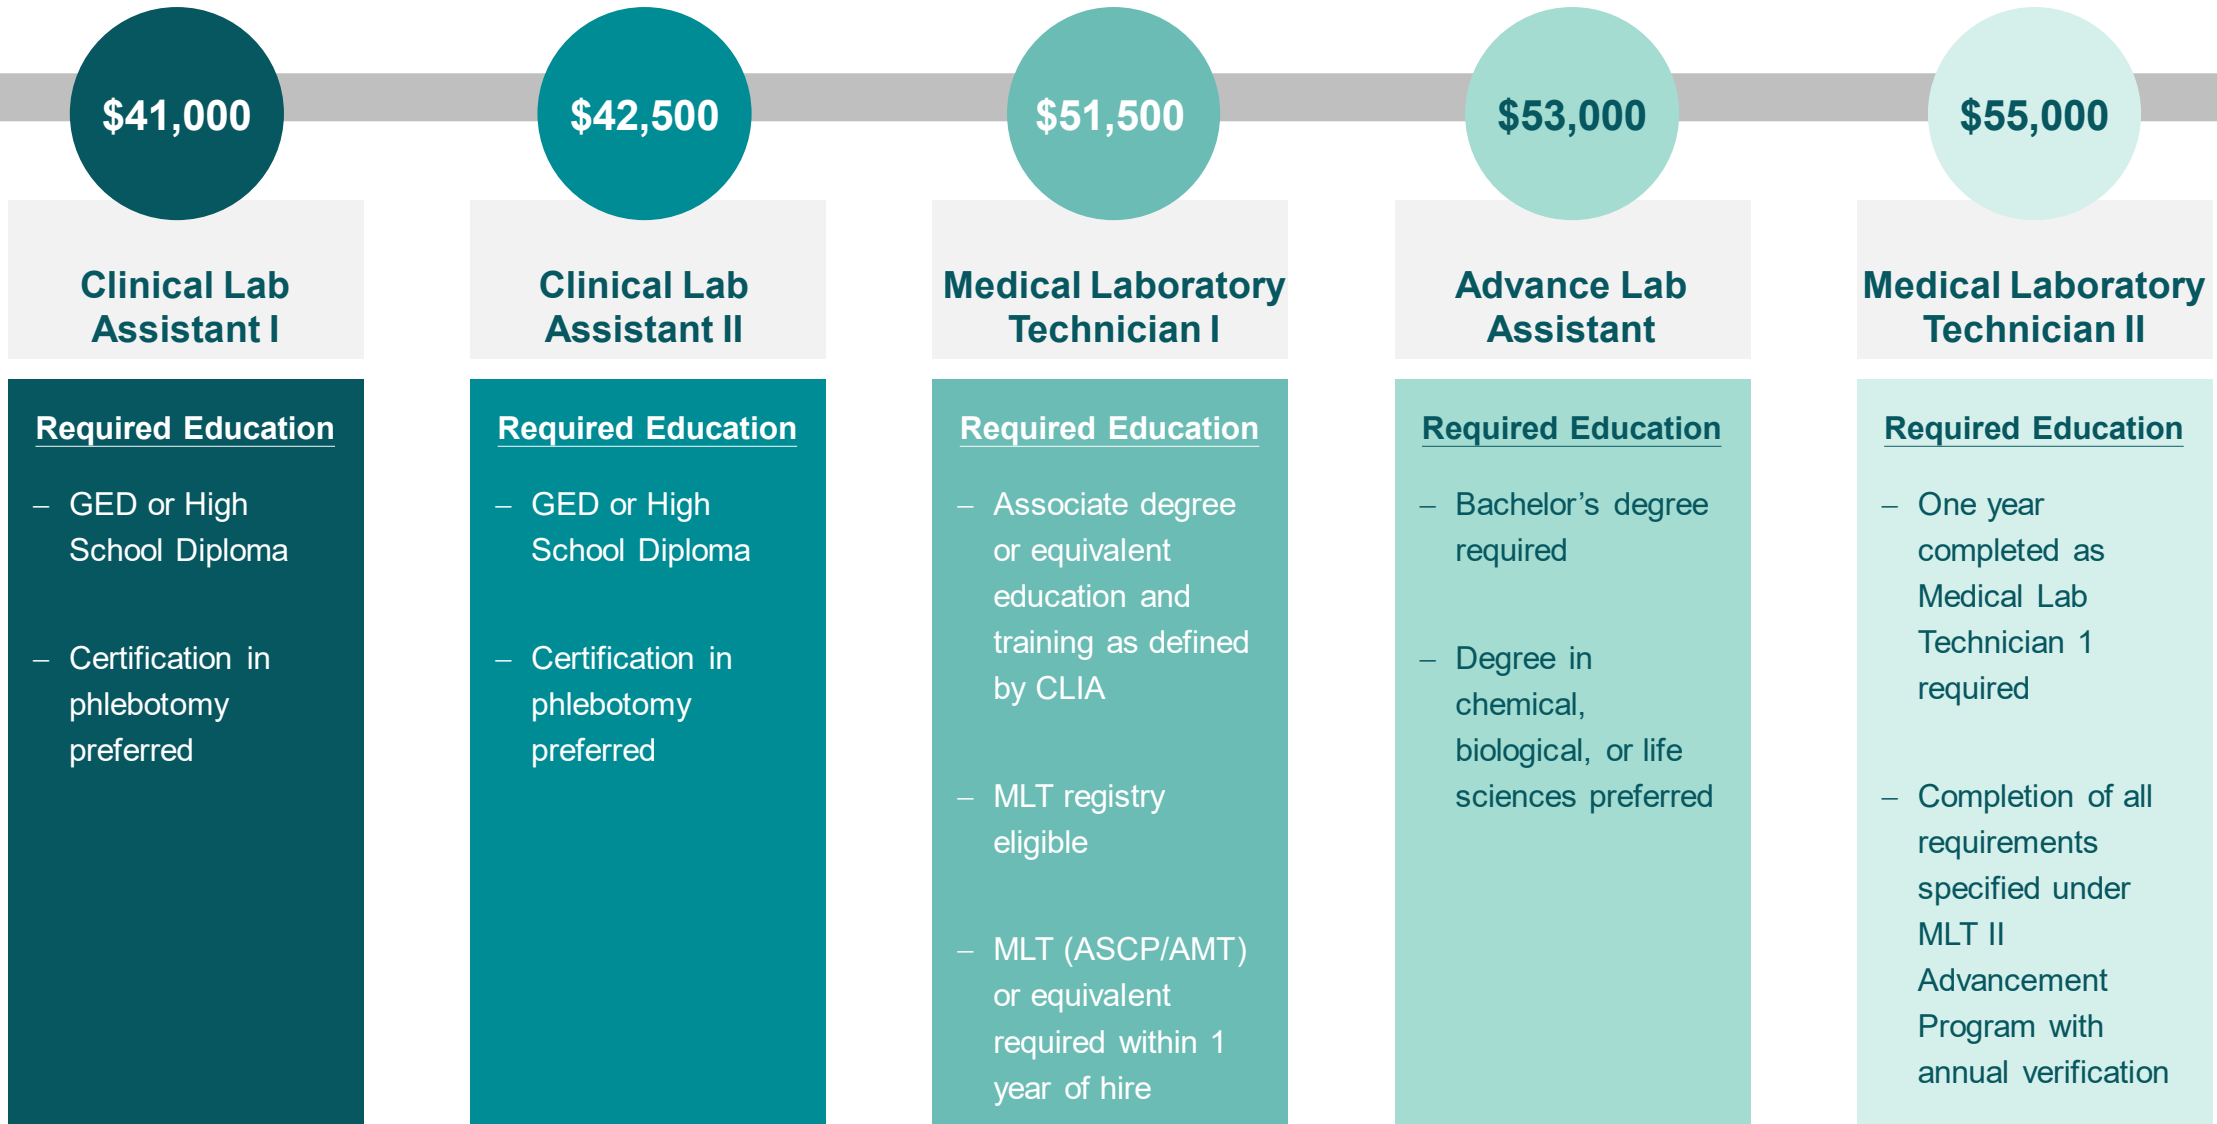 $41,000
Clinical Lab
Assistant I
Required Education
– GED or High
School Diploma
– Certification in
phlebotomy
preferred
$42,500
Clinical Lab
Assistant II
Required Education
– GED or High
School Diploma
– Certification in
phlebotomy
preferred
$51,500
Medical Laboratory
Technician I
Required Education
– Associate degree
or equivalent
education and
training as defined
by CLIA
– MLT registry
eligible
– MLT (ASCP/AMT)
or equivalent
required within 1
year of hire
$53,000
Advance Lab
Assistant
Required Education
– Bachelor’s degree
required
– Degree in
chemical,
biological, or life
sciences preferred
$55,000
Medical Laboratory
Technician II
Required Education
– One year
completed as
Medical Lab
Technician 1
required
– Completion of all
requirements
specified under
MLT II
Advancement
Program with
annual verification